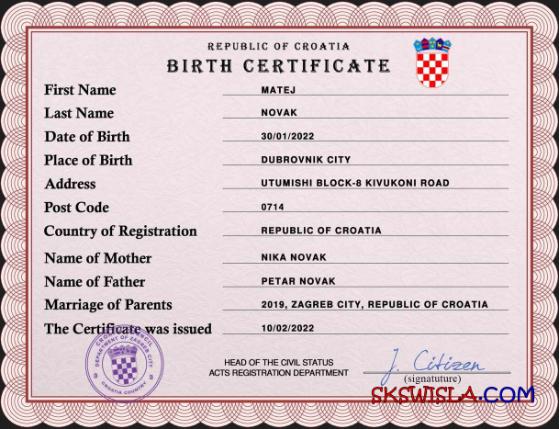 REPUBLIC OF CROATIA
BIRTH CERTIFICATE
First Name MATEJ
Last Name NOVAK
Date of Birth 30/01/2022
Place of Birth DUBROVNIK CITY
Address UTUMISHI BLOCK-8 KIVUKONI ROAD
Post Code 0714
Country of Registration REPUBLIC OF CROATIA
Name of Mother NIKA NOVAK
Name of Father PETAR NOVAK
Marriage of Parents 2019, ZAGREB CITY, REPUBLIC OF CROATIA
The Certificate was issued 10/02/2022
DEPARTMENT OF ZAGREB CITY
CROATIA COUNTRY
HEAD OF THE CIVIL STATUS
ACTS REGISTRATION DEPARTMENT
J. Citizen
(signatuture)
SKSWISLA.COM